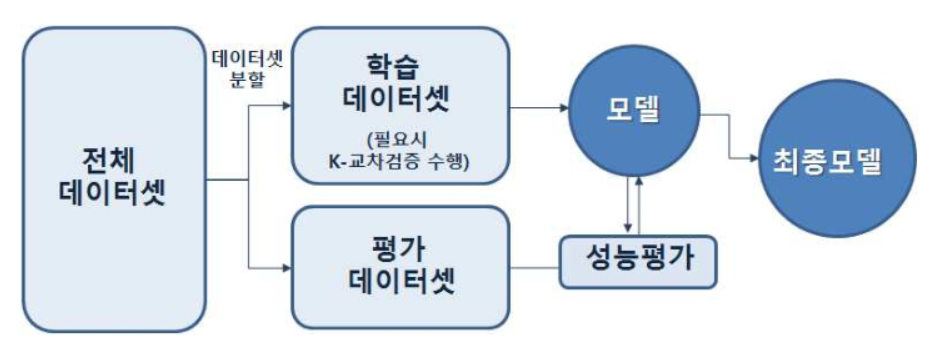 전체
데이터셋
데이터셋
분할
학습
데이터셋
(필요시
K-교차검증 수행)
평가
데이터셋
모델
성능평가
최종모델